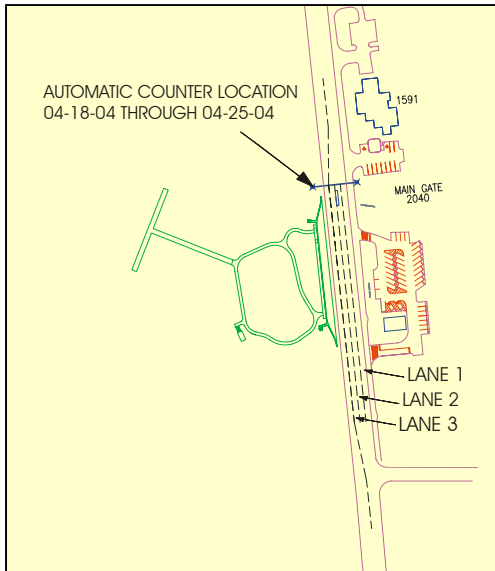 AUTOMATIC COUNTER LOCATION
04-18-04 THROUGH 04-25-04
1591
MAIN GATE
2040
LANE 1
LANE 2
LANE 3